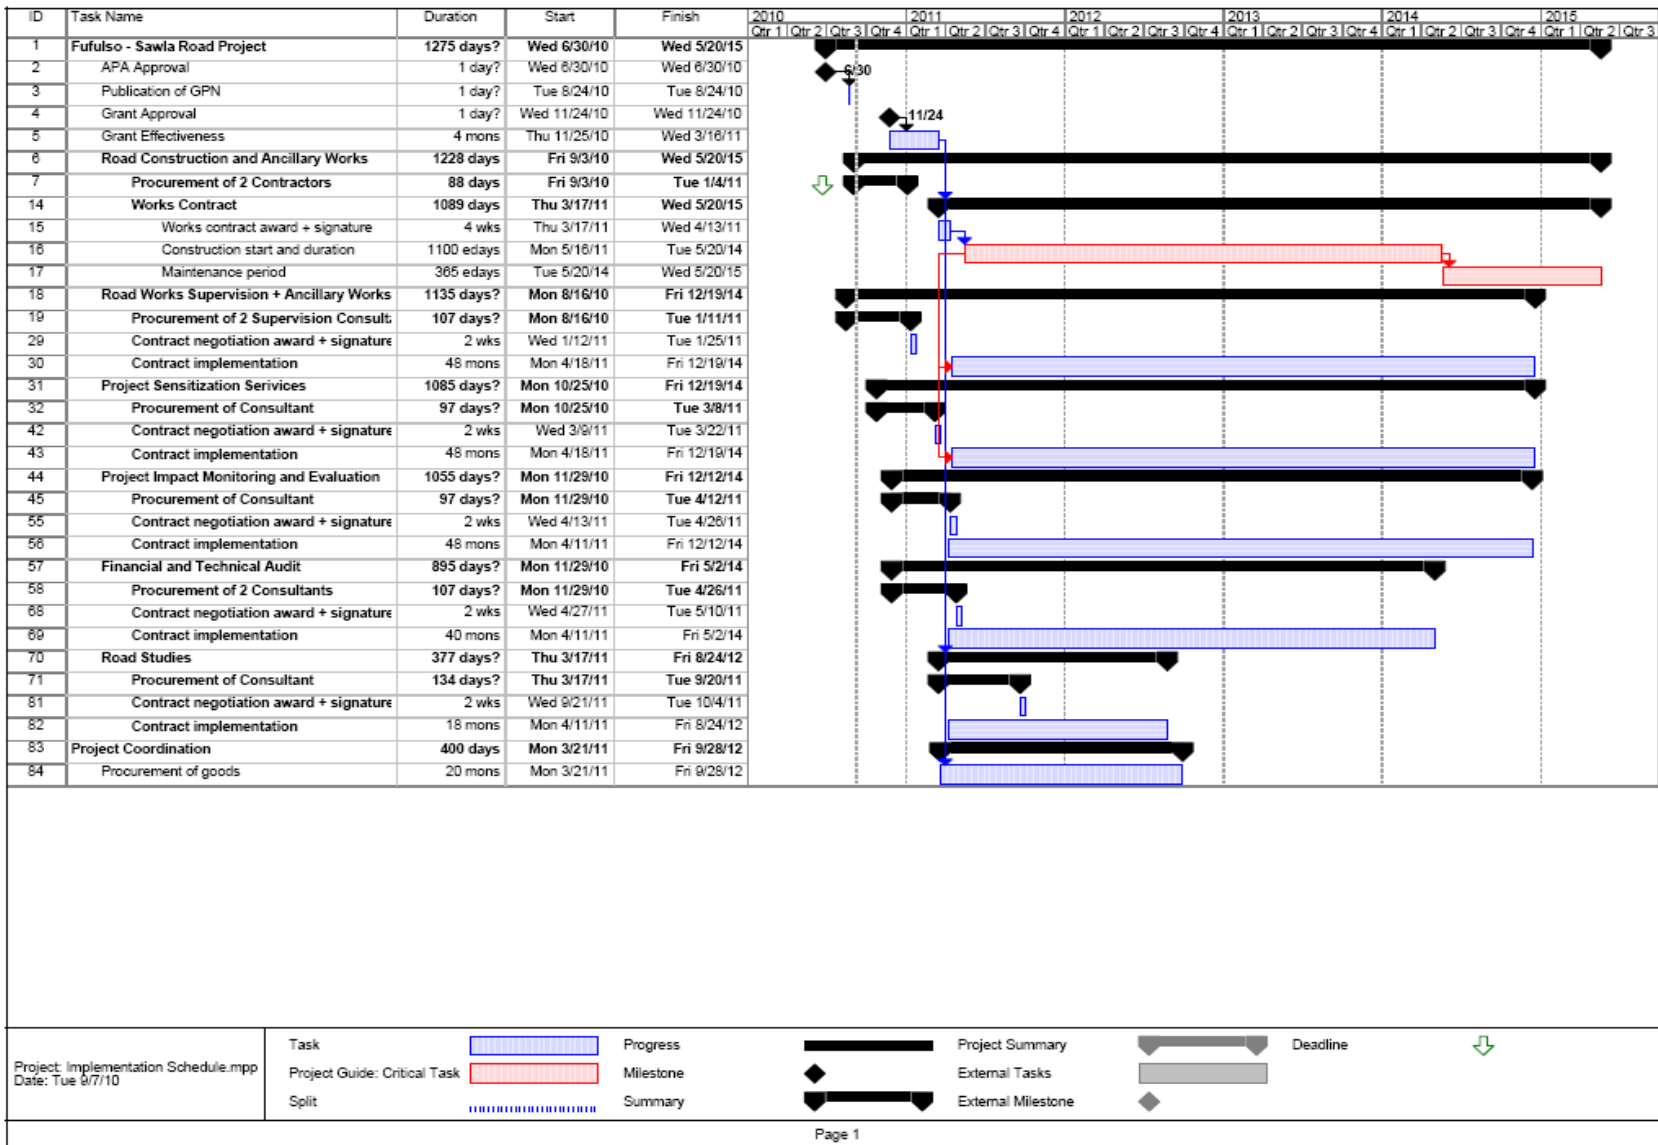 ID Task Name Duration Start Finish 2010 2011 2012 2013 2014 2015
Qtr 1 Qtr 2 Qtr 3 Qtr 4 Qtr 1 Qtr 2 Qtr 3 Qtr 4 Qtr 1 Qtr 2 Qtr 3 Qtr 4 Qtr 1 Qtr 2 Qtr 3 Qtr 4 Qtr 1 Qtr 2 Qtr 3 Qtr 4 Qtr 1 Qtr 2 Qtr 3
1 Fufulso - Sawla Road Project 1275 days? Wed 6/30/10 Wed 5/20/15
2 APA Approval 1 day? Wed 6/30/10 Wed 6/30/10 6/30
3 Publication of GPN 1 day? Tue 8/24/10 Tue 8/24/10
4 Grant Approval 1 day? Wed 11/24/10 Wed 11/24/10 11/24
5 Grant Effectiveness 4 mons Thu 11/25/10 Wed 3/16/11
6 Road Construction and Ancillary Works 1228 days Fri 9/3/10 Wed 5/20/15
7 Procurement of 2 Contractors 88 days Fri 9/3/10 Tue 1/4/11
14 Works Contract 1089 days Thu 3/17/11 Wed 5/20/15
15 Works contract award + signature 4 wks Thu 3/17/11 Wed 4/13/11
16 Construction start and duration 1100 edays Mon 5/16/11 Tue 5/20/14
17 Maintenance period 365 edays Tue 5/20/14 Wed 5/20/15
18 Road Works Supervision + Ancillary Works 1135 days? Mon 8/16/10 Fri 12/19/14
19 Procurement of 2 Supervision Consult 107 days? Mon 8/16/10 Tue 1/11/11
29 Contract negotiation award + signature 2 wks Wed 1/12/11 Tue 1/25/11
30 Contract implementation 48 mons Mon 4/18/11 Fri 12/19/14
31 Project Sensitization Serivices 1085 days? Mon 10/25/10 Fri 12/19/14
32 Procurement of Consultant 97 days? Mon 10/25/10 Tue 3/8/11
42 Contract negotiation award + signature 2 wks Wed 3/9/11 Tue 3/22/11
43 Contract implementation 48 mons Mon 4/18/11 Fri 12/19/14
44 Project Impact Monitoring and Evaluation 1055 days? Mon 11/29/10 Fri 12/12/14
45 Procurement of Consultant 97 days? Mon 11/29/10 Tue 4/12/11
55 Contract negotiation award + signature 2 wks Wed 4/13/11 Tue 4/26/11
56 Contract implementation 48 mons Mon 4/11/11 Fri 12/12/14
57 Financial and Technical Audit 895 days? Mon 11/29/10 Fri 5/2/14
58 Procurement of 2 Consultants 107 days? Mon 11/29/10 Tue 4/26/11
68 Contract negotiation award + signature 2 wks Wed 4/27/11 Tue 5/10/11
69 Contract implementation 40 mons Mon 4/11/11 Fri 5/2/14
70 Road Studies 377 days? Thu 3/17/11 Fri 8/24/12
71 Procurement of Consultant 134 days? Thu 3/17/11 Tue 9/20/11
81 Contract negotiation award + signature 2 wks Wed 9/21/11 Tue 10/4/11
82 Contract implementation 18 mons Mon 4/11/11 Fri 8/24/12
83 Project Coordination 400 days Mon 3/21/11 Fri 9/28/12
84 Procurement of goods 20 mons Mon 3/21/11 Fri 9/28/12
Project: Implementation Schedule.mpp
Date: Tue 9/7/10
Task Progress Project Summary Deadline
Project Guide: Critical Task Milestone External Tasks
Split Summary External Milestone
Page 1